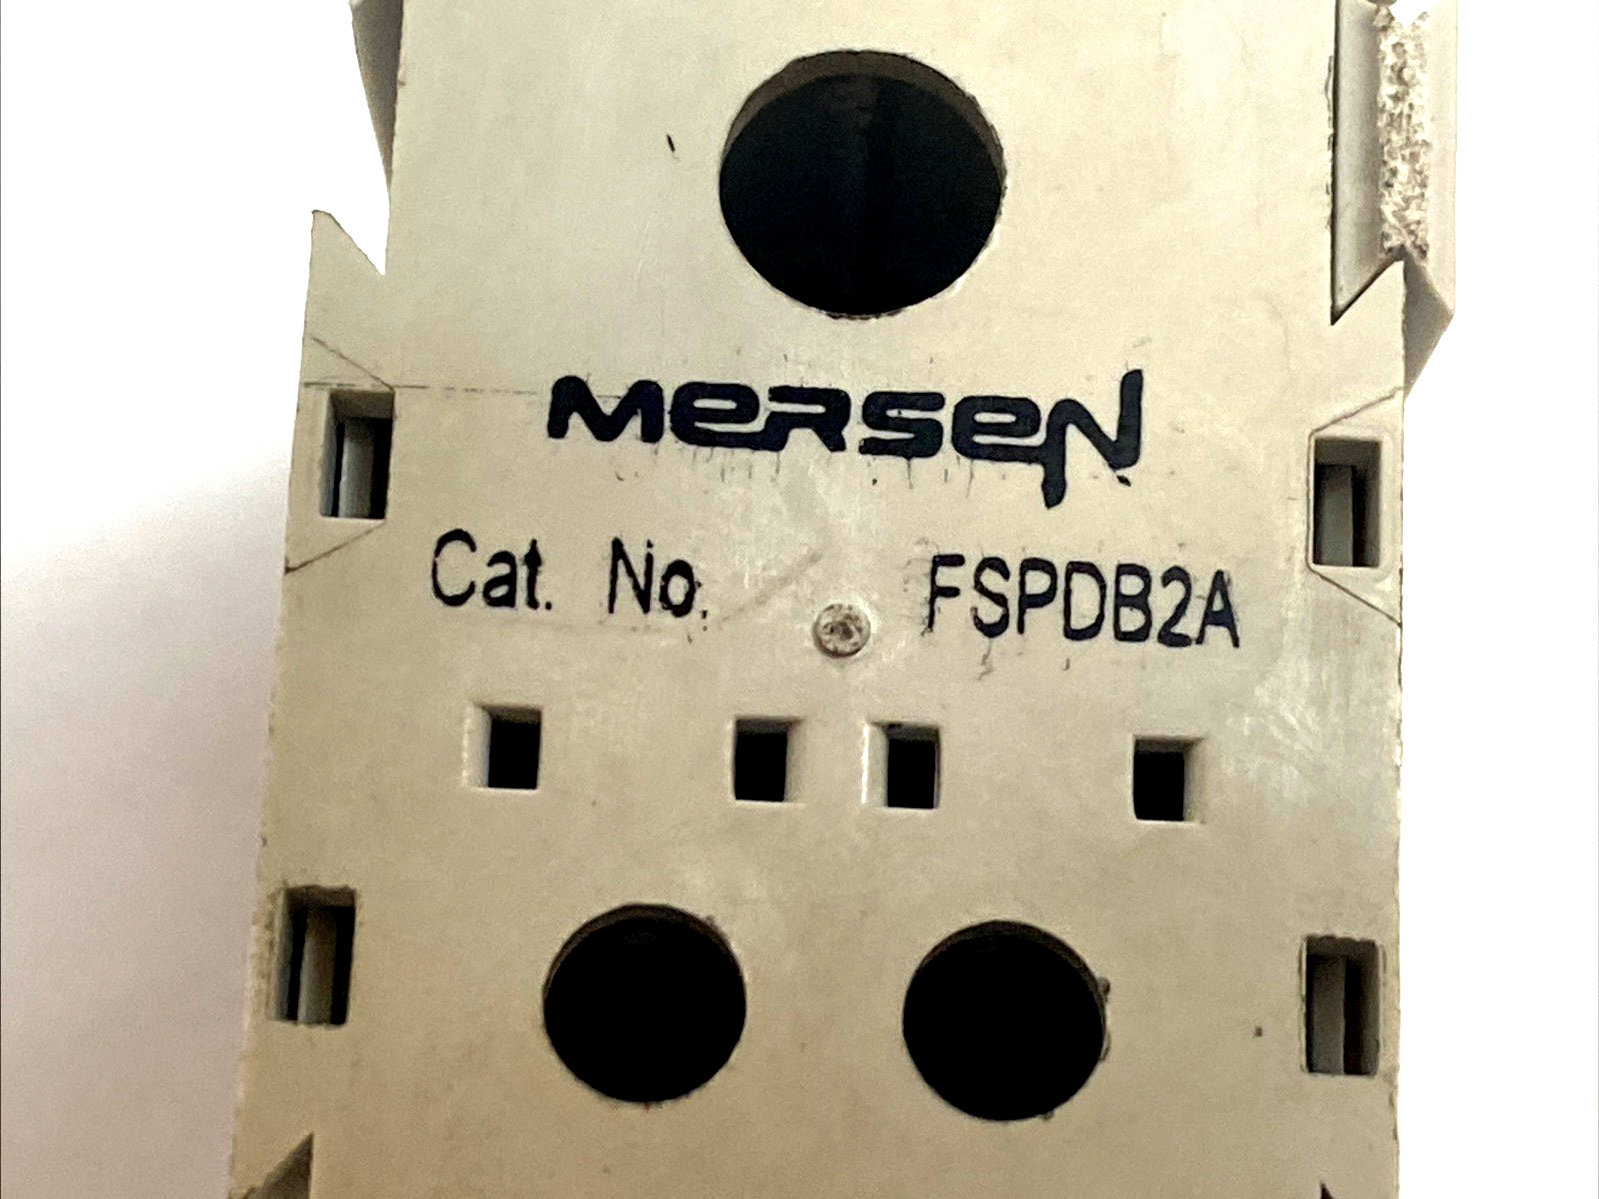 mersen
Cat. No. FSPDB2A